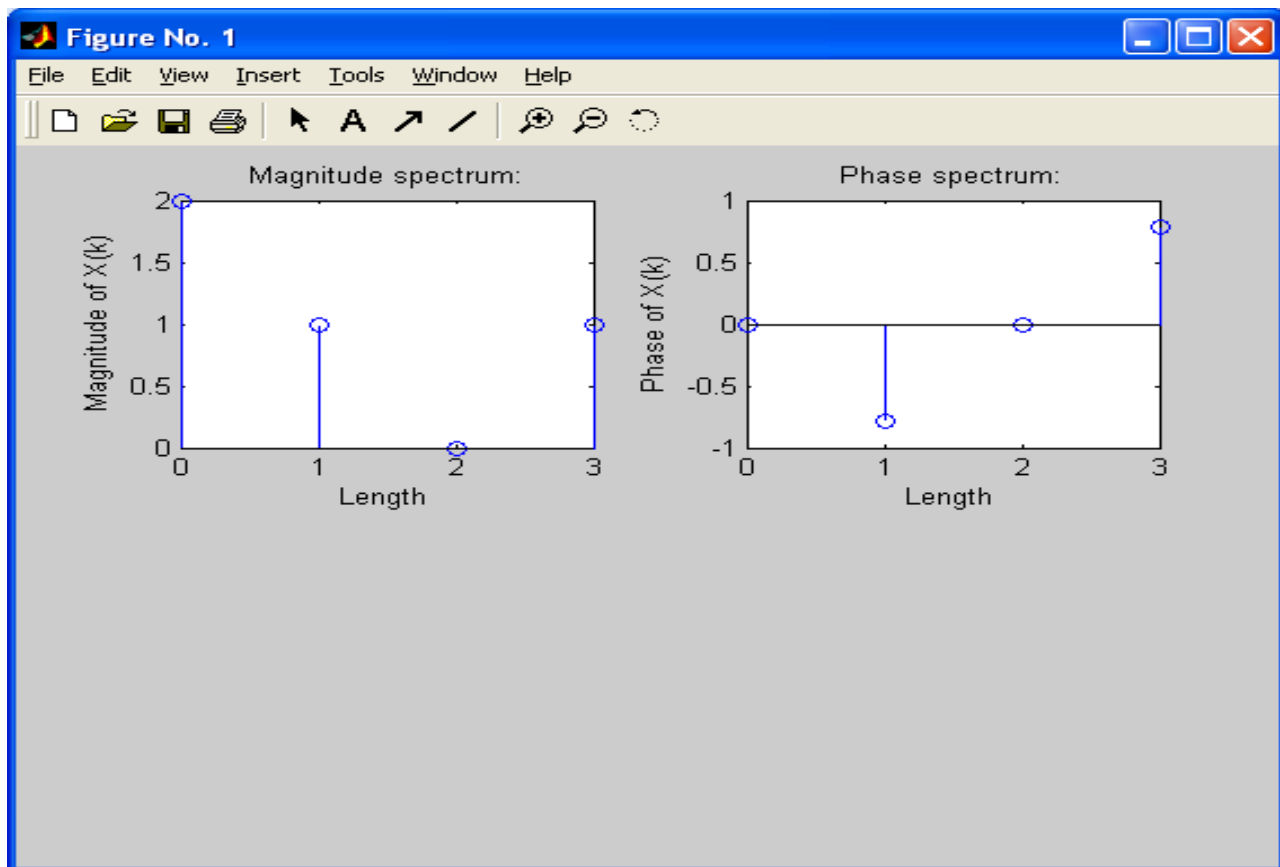 Figure No. 1
File Edit View Insert Tools Window Help
A
Magnitude spectrum:
Magnitude of X(k)
2
1.5
1
0.5
0
0 1 2 3
Length
Phase spectrum:
Phase of X(k)
1
0.5
0
-0.5
-1
0 1 2 3
Length